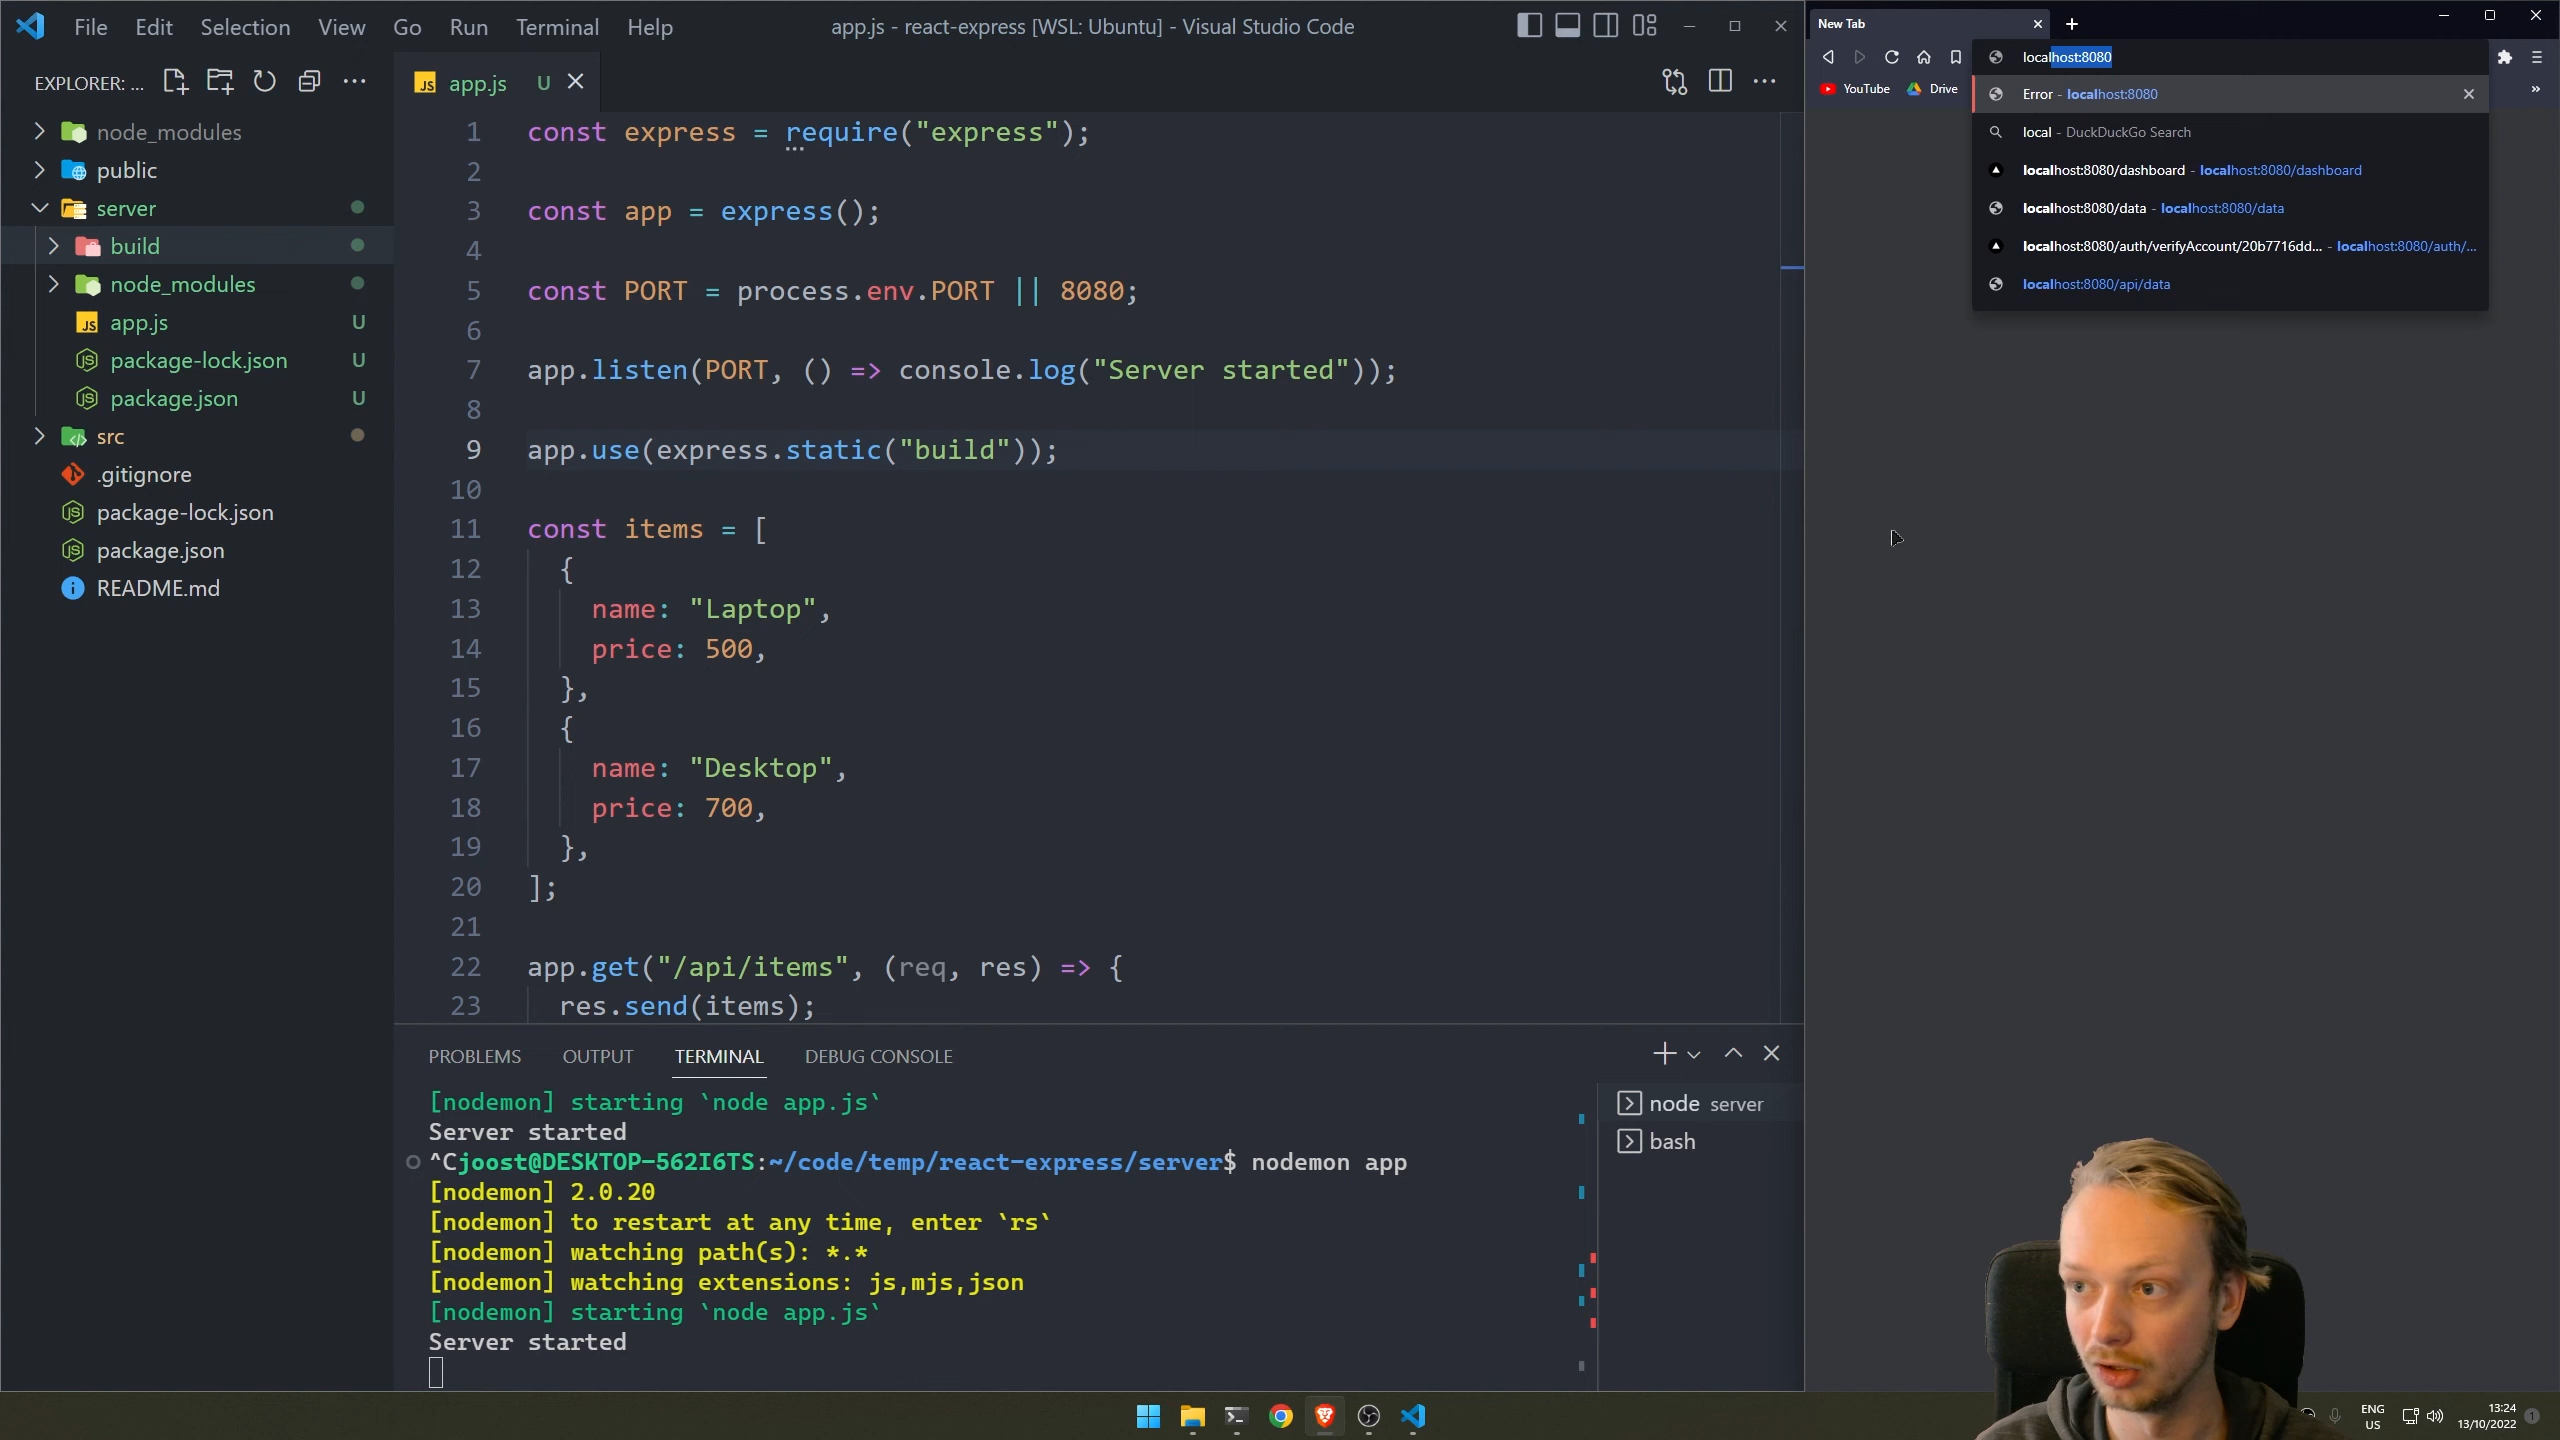 File Edit Selection View Go Run Terminal Help
app.js - react-express [WSL: Ubuntu] - Visual Studio Code
EXPLORER: ...
node_modules
public
server
build
node_modules
app.js U
package-lock.json U
package.json U
src
.gitignore
package-lock.json
package.json
README.md
JS app.js U
1 const express = require("express");
2
3 const app = express();
4
5 const PORT = process.env.PORT || 8080;
6
7 app.listen(PORT, () => console.log("Server started"));
8
9 app.use(express.static("build"));
10
11 const items = [
12 {
13 name: "Laptop",
14 price: 500,
15 },
16 {
17 name: "Desktop",
18 price: 700,
19 },
20 ];
21
22 app.get("/api/items", (req, res) => {
23 res.send(items);
PROBLEMS OUTPUT TERMINAL DEBUG CONSOLE
[nodemon] starting `node app.js`
Server started
^Cjoost@DESKTOP-562I6TS:~/code/temp/react-express/server$ nodemon app
[nodemon] 2.0.20
[nodemon] to restart at any time, enter `rs`
[nodemon] watching path(s): *.*
[nodemon] watching extensions: js,mjs,json
[nodemon] starting `node app.js`
Server started
node server
bash
New Tab
localhost:8080
YouTube Drive
Error - localhost:8080
local - DuckDuckGo Search
localhost:8080/dashboard - localhost:8080/dashboard
localhost:8080/data - localhost:8080/data
localhost:8080/auth/verifyAccount/20b7716dd... - localhost:8080/auth/...
localhost:8080/api/data
ENG
US
13:24
13/10/2022
1